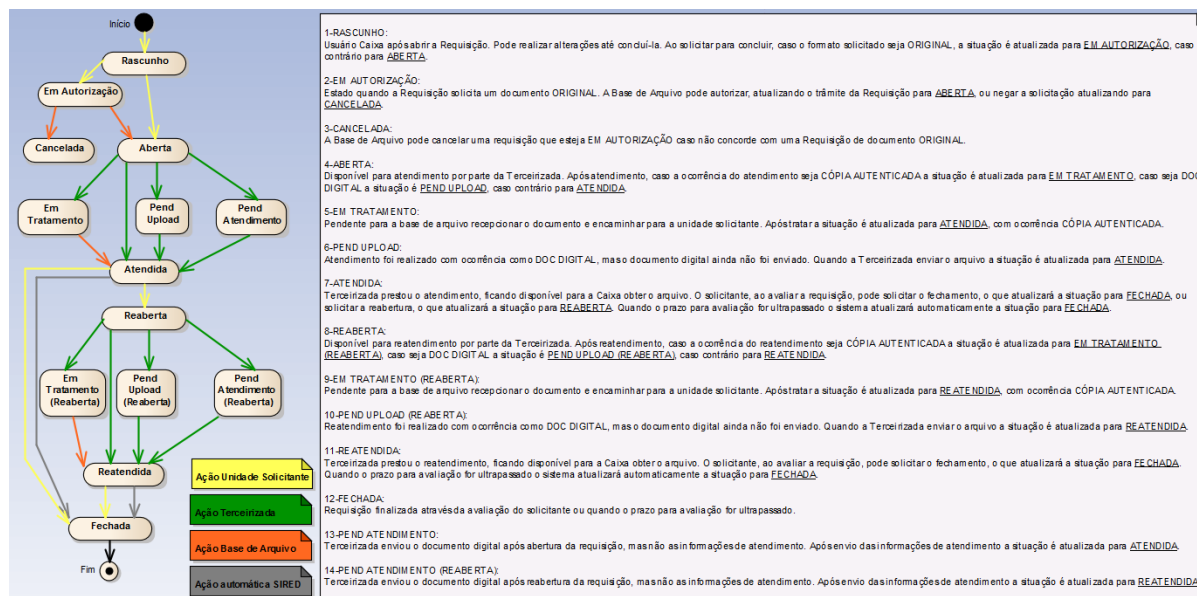 Início
Rascunho
Em Autorização
Cancelada
Aberta
Em
Tratamento
Pend
Upload
Pend
Atendimento
Atendida
Reaberta
Em
Tratamento
(Reaberta)
Pend
Upload
(Reaberta)
Pend
Atendimento
(Reaberta)
Reatendida
Fechada
Fim
Ação Unidade Solicitante
Ação Terceirizada
Ação Base de Arquivo
Ação automática SIRED
1-RASCUNHO:
Usuário Caixa após abrir a Requisição. Pode realizar alterações até concluí-la. Ao solicitar para concluir, caso o formato solicitado seja ORIGINAL, a situação é atualizada para EM AUTORIZAÇÃO, caso
contrário para ABERTA.
2-EM AUTORIZAÇÃO:
Estado quando a Requisição solicita um documento ORIGINAL. A Base de Arquivo pode autorizar, atualizando o trâmite da Requisição para ABERTA, ou negar a solicitação atualizando para
CANCELADA.
3-CANCELADA:
A Base de Arquivo pode cancelar uma requisição que esteja EM AUTORIZAÇÃO caso não concorde com uma Requisição de documento ORIGINAL.
4-ABERTA:
Disponível para atendimento por parte da Terceirizada. Após atendimento, caso a ocorrência do atendimento seja CÓPIA AUTENTICADA a situação é atualizada para EM TRATAMENTO, caso seja DOC
DIGITAL a situação é PEND UPLOAD, caso contrário para ATENDIDA.
5-EM TRATAMENTO:
Pendente para a base de arquivo recepcionar o documento e encaminhar para a unidade solicitante. Após tratar a situação é atualizada para ATENDIDA, com ocorrência CÓPIA AUTENTICADA.
6-PEND UPLOAD:
Atendimento foi realizado com ocorrência como DOC DIGITAL, mas o documento digital ainda não foi enviado. Quando a Terceirizada enviar o arquivo a situação é atualizada para ATENDIDA.
7-ATENDIDA:
Terceirizada prestou o atendimento, ficando disponível para a Caixa obter o arquivo. O solicitante, ao avaliar a requisição, pode solicitar o fechamento, o que atualizará a situação para FECHADA, ou
solicitar a reabertura, o que atualizará a situação para REABERTA. Quando o prazo para avaliação for ultrapassado o sistema atualizará automaticamente a situação para FECHADA.
8-REABERTA:
Disponível para reatendimento por parte da Terceirizada. Após reatendimento, caso a ocorrência do reatendimento seja CÓPIA AUTENTICADA a situação é atualizada para EM TRATAMENTO
(REABERTA), caso seja DOC DIGITAL a situação é PEND UPLOAD (REABERTA), caso contrário para REATENDIDA.
9-EM TRATAMENTO (REABERTA):
Pendente para a base de arquivo recepcionar o documento e encaminhar para a unidade solicitante. Após tratar a situação é atualizada para REATENDIDA, com ocorrência CÓPIA AUTENTICADA.
10-PEND UPLOAD (REABERTA):
Reatendimento foi realizado com ocorrência como DOC DIGITAL, mas o documento digital ainda não foi enviado. Quando a Terceirizada enviar o arquivo a situação é atualizada para REATENDIDA.
11-REATENDIDA:
Terceirizada prestou o reatendimento, ficando disponível para a Caixa obter o arquivo. O solicitante, ao avaliar a requisição, pode solicitar o fechamento, o que atualizará a situação para FECHADA.
Quando o prazo para avaliação for ultrapassado o sistema atualizará automaticamente a situação para FECHADA.
12-FECHADA:
Requisição finalizada através da avaliação do solicitante ou quando o prazo para avaliação for ultrapassado.
13-PEND ATENDIMENTO:
Terceirizada enviou o documento digital após abertura da requisição, mas não as informações de atendimento. Após envio das informações de atendimento a situação é atualizada para ATENDIDA.
14-PEND ATENDIMENTO (REABERTA):
Terceirizada enviou o documento digital após reabertura da requisição, mas não as informações de atendimento. Após envio das informações de atendimento a situação é atualizada para REATENDIDA